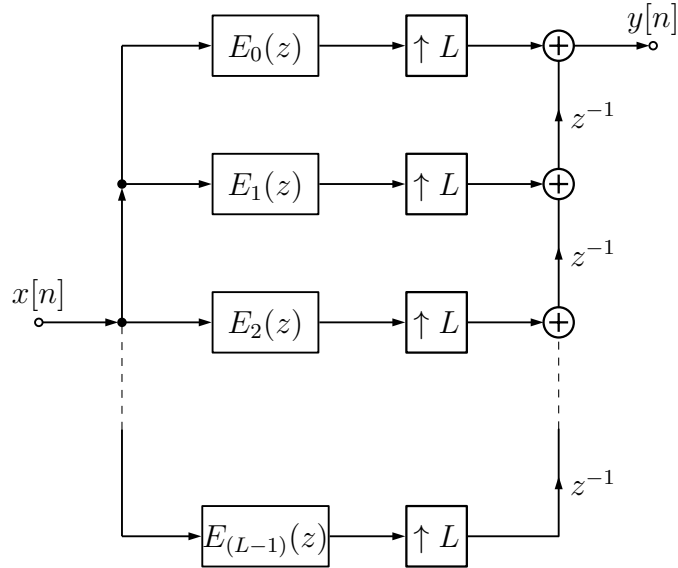 y[n]
E_0(z) ↑ L +
z^{-1}
E_1(z) ↑ L +
z^{-1}
x[n]
E_2(z) ↑ L +
z^{-1}
E_{(L-1)}(z) ↑ L